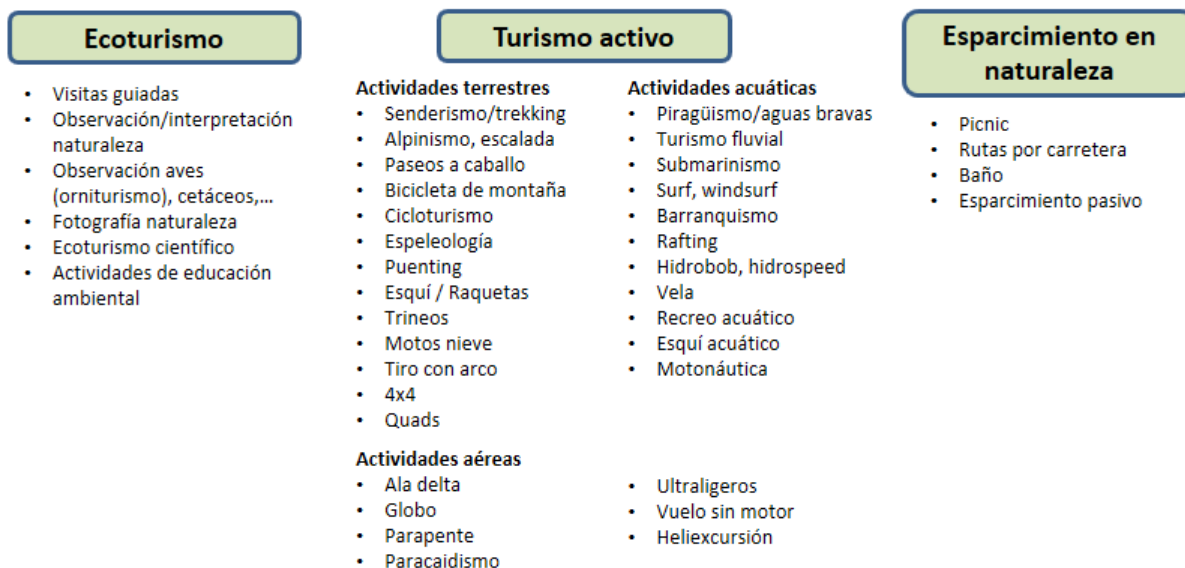 Ecoturismo
• Visitas guiadas
• Observación/interpretación
naturaleza
• Observación aves
(orniturismo), cetáceos,...
• Fotografía naturaleza
• Ecoturismo científico
• Actividades de educación
ambiental
Turismo activo
Actividades terrestres
• Senderismo/trekking
• Alpinismo, escalada
• Paseos a caballo
• Bicicleta de montaña
• Cicloturismo
• Espeleología
• Puenting
• Esquí / Raquetas
• Trineos
• Motos nieve
• Tiro con arco
• 4x4
• Quads
Actividades acuáticas
• Piragüismo/aguas bravas
• Turismo fluvial
• Submarinismo
• Surf, windsurf
• Barranquismo
• Rafting
• Hidrobob, hidrospeed
• Vela
• Recreo acuático
• Esquí acuático
• Motonáutica
Actividades aéreas
• Ala delta
• Globo
• Parapente
• Paracaidismo
• Ultraligeros
• Vuelo sin motor
• Heliexcursión
Esparcimiento en
naturaleza
• Picnic
• Rutas por carretera
• Baño
• Esparcimiento pasivo